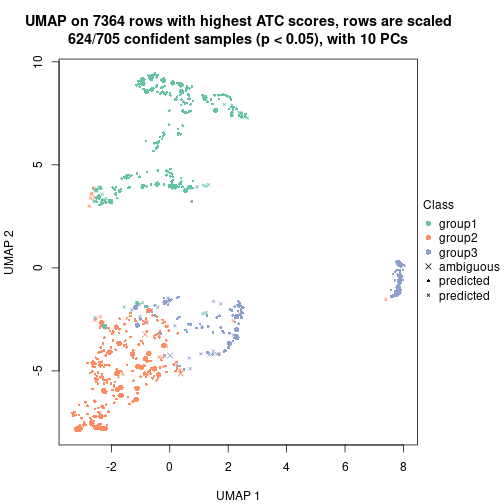 UMAP on 7364 rows with highest ATC scores, rows are scaled
624/705 confident samples (p < 0.05), with 10 PCs
10
5
0
-5
UMAP 2
-2
0
2
4
6
8
UMAP 1
Class
group1
group2
group3
ambiguous
predicted
predicted